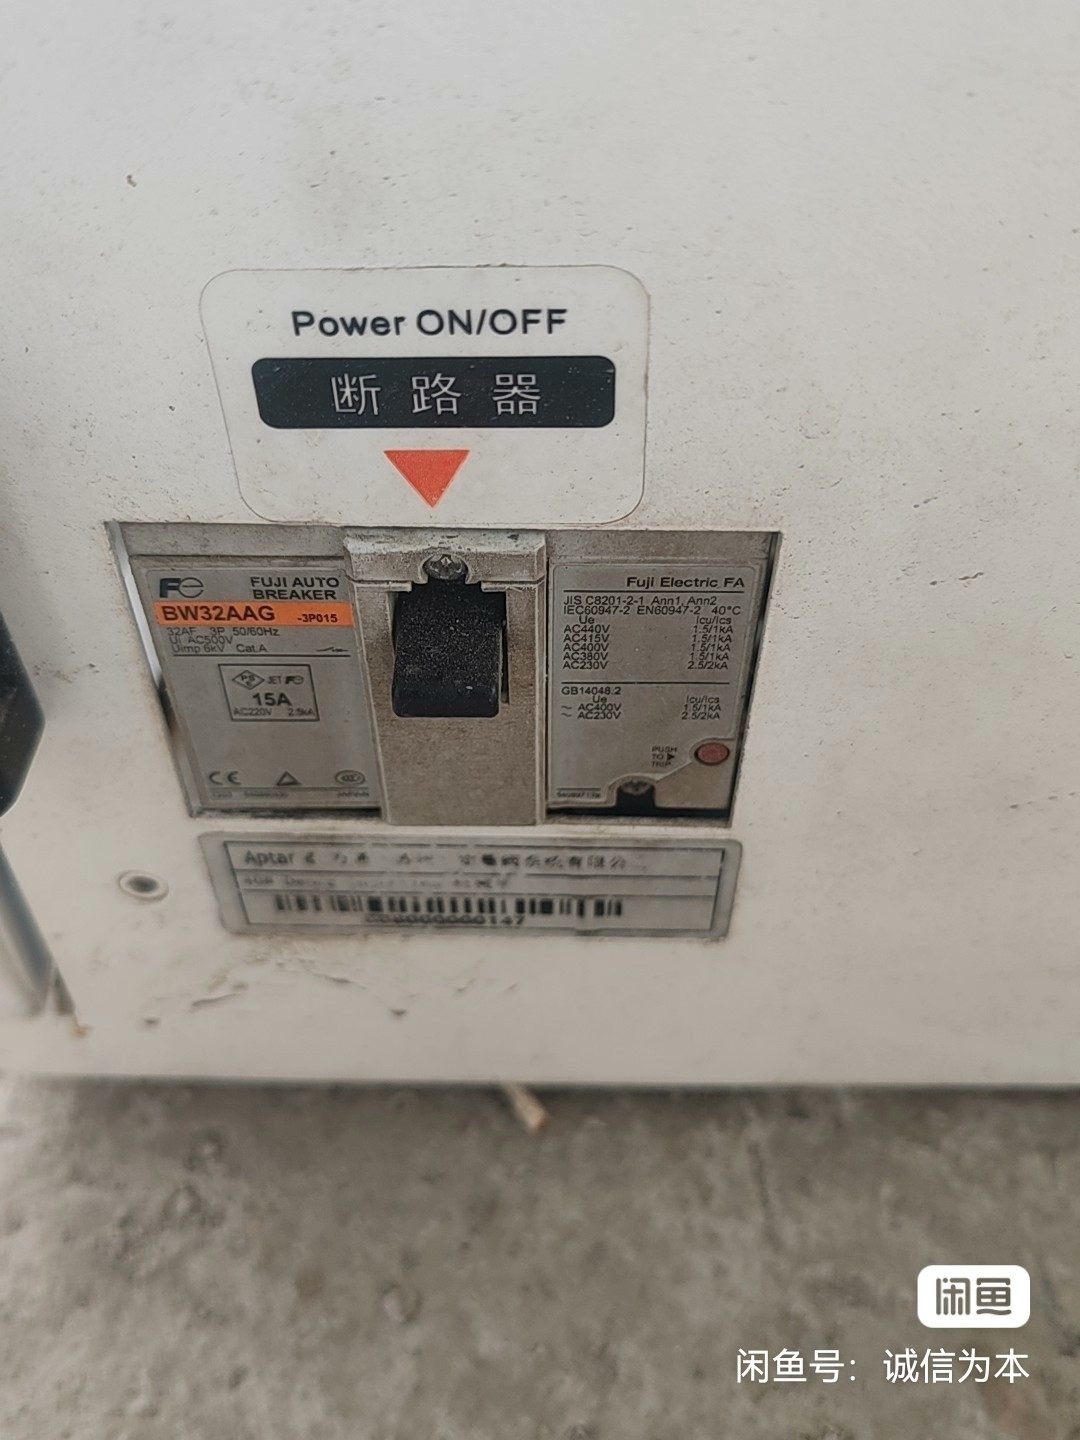 Power ON/OFF
断路器
FUJI AUTO
BREAKER
BW32AAG -3P015
32AF 3P 50/60Hz
Ui AC500V
Uimp 6kV Cat.A
JET
15A
AC220V 2.5kA
CE
Fuji Electric FA
JIS C8201-2-1 Ann1, Ann2
IEC60947-2 EN60947-2 40°C
Ue Icu/Ics
AC440V 1.5/1kA
AC415V 1.5/1kA
AC400V 1.5/1kA
AC380V 1.5/1kA
AC230V 2.5/2kA
GB14048.2
Ue Icu/Ics
~ AC400V 1.5/1kA
~ AC230V 2.5/2kA
PUSH
TO
TRIP
Aptar
闲鱼
闲鱼号：诚信为本